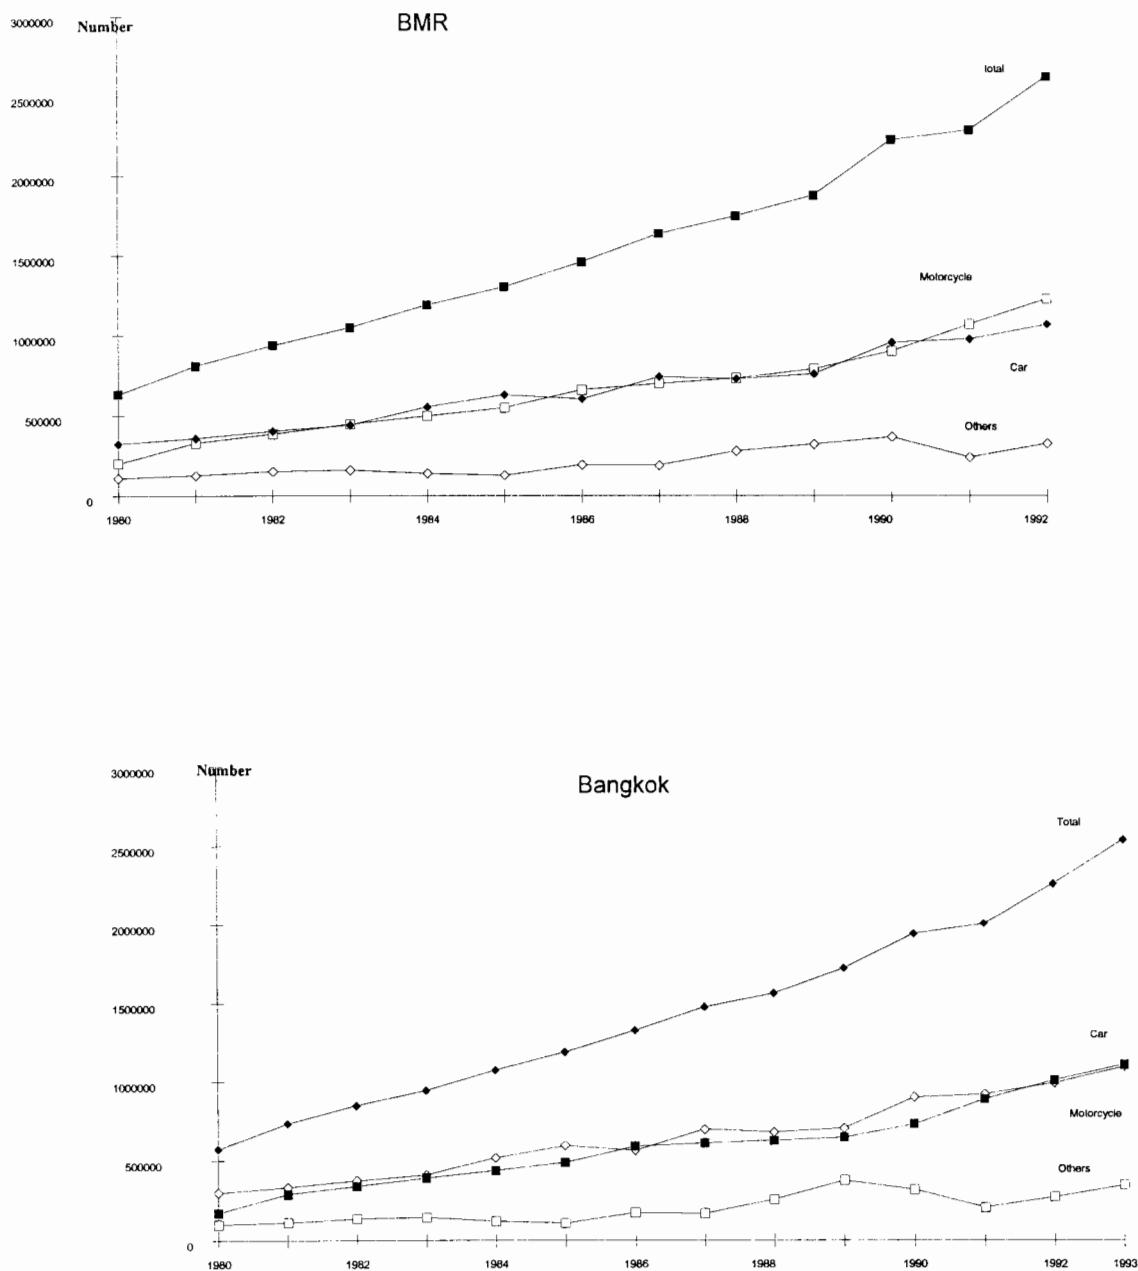 BMR
Number
3000000
2500000
2000000
1500000
1000000
500000
0
Total
Motorcycle
Car
Others
1980 1982 1984 1986 1988 1990 1992
Bangkok
Number
3000000
2500000
2000000
1500000
1000000
500000
0
Total
Car
Motorcycle
Others
1980 1982 1984 1986 1988 1990 1992 1993